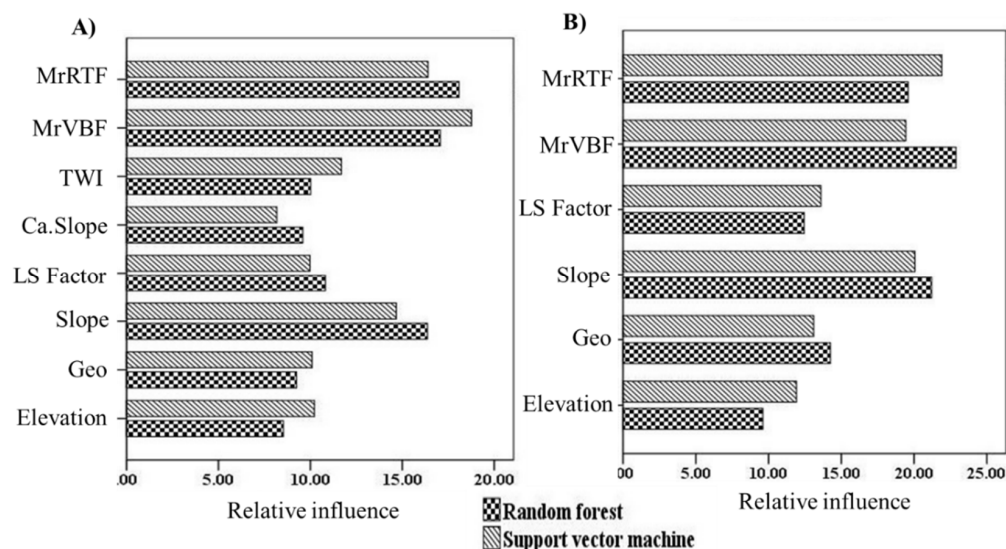 A)
MrRTF
MrVBF
TWI
Ca.Slope
LS Factor
Slope
Geo
Elevation
.00 5.00 10.00 15.00 20.00
Relative influence
B)
MrRTF
MrVBF
LS Factor
Slope
Geo
Elevation
.00 5.00 10.00 15.00 20.00 25.00
Relative influence
Random forest
Support vector machine